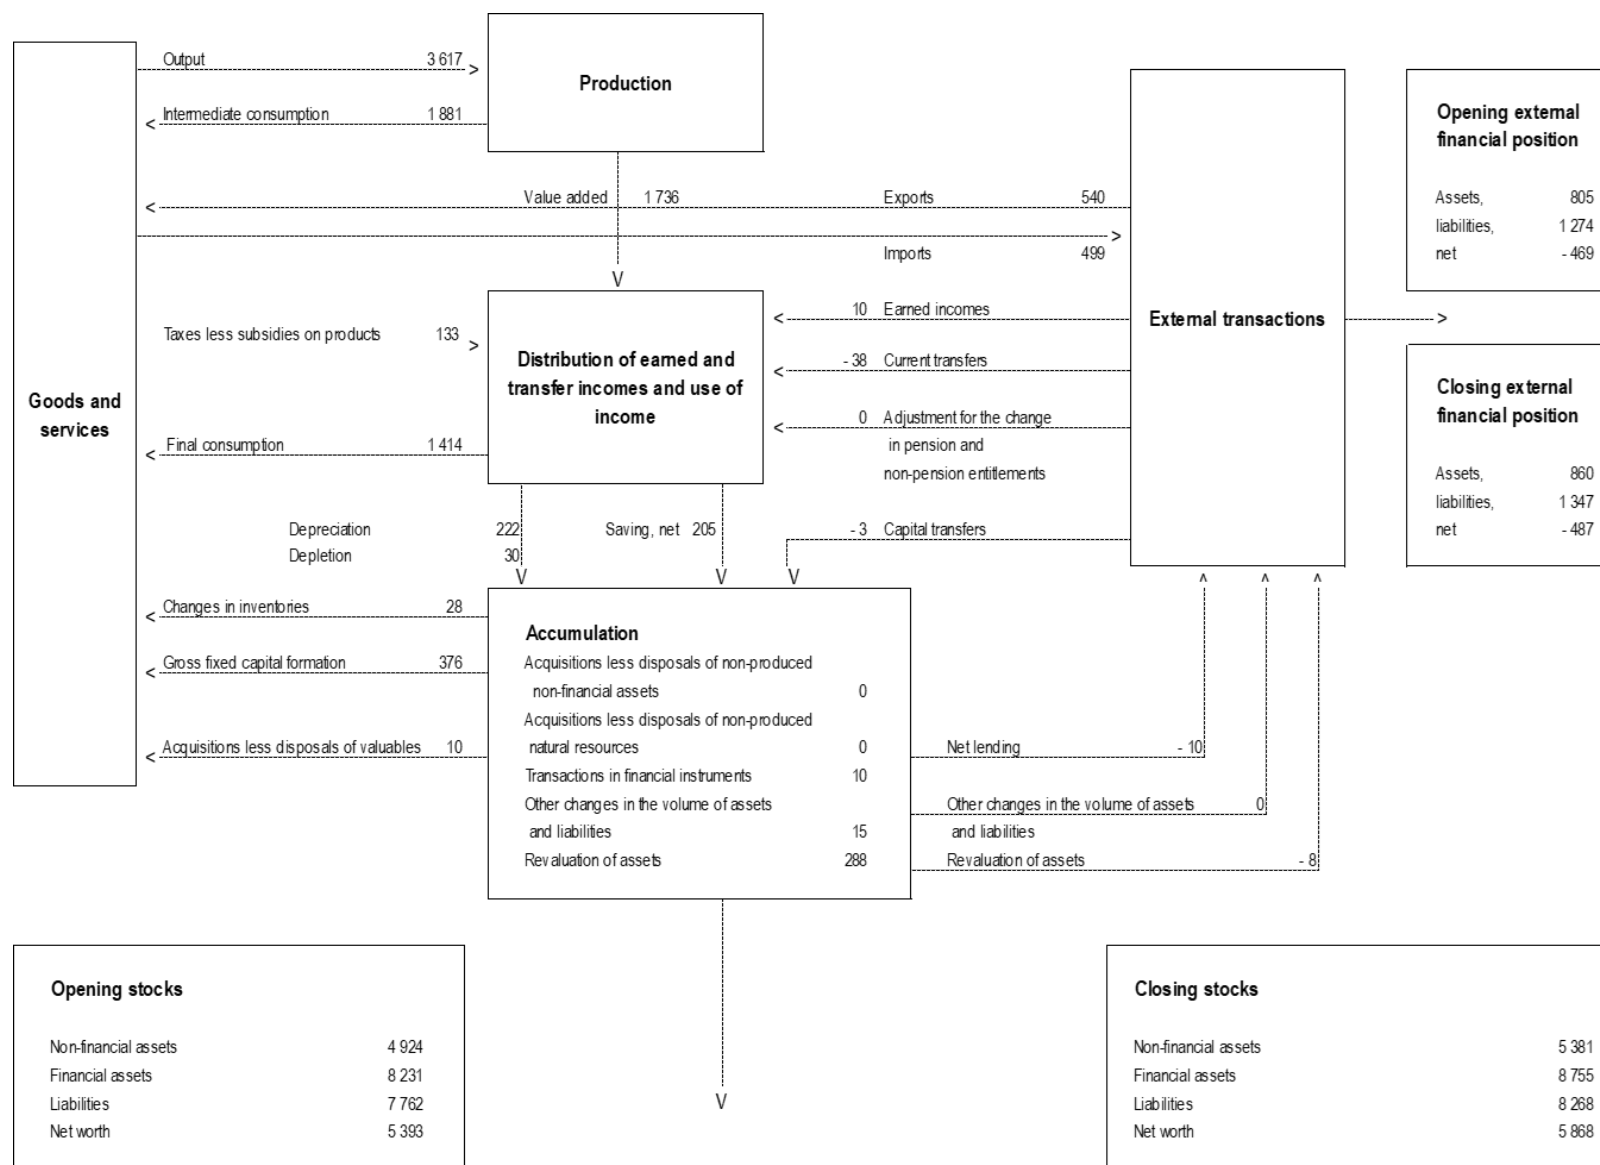 Output 3 617
Production
Intermediate consumption 1 881
Value added 1 736
Exports 540
Imports 499
Opening external
financial position
Assets, 805
liabilities, 1 274
net - 469
10 Earned incomes
External transactions
Taxes less subsidies on products 133
Distribution of earned and
transfer incomes and use of
income
- 38 Current transfers
0 Adjustment for the change
in pension and
non-pension entitlements
Closing external
financial position
Assets, 860
liabilities, 1 347
net - 487
Goods and
services
Final consumption 1 414
Depreciation 222
Depletion 30
Saving, net 205
- 3 Capital transfers
Changes in inventories 28
Gross fixed capital formation 376
Acquisitions less disposals of valuables 10
Accumulation
Acquisitions less disposals of non-produced
non-financial assets 0
Acquisitions less disposals of non-produced
natural resources 0
Transactions in financial instruments 10
Other changes in the volume of assets
and liabilities 15
Revaluation of assets 288
Net lending - 10
Other changes in the volume of assets 0
and liabilities
Revaluation of assets - 8
Opening stocks
Non-financial assets 4 924
Financial assets 8 231
Liabilities 7 762
Net worth 5 393
Closing stocks
Non-financial assets 5 381
Financial assets 8 755
Liabilities 8 268
Net worth 5 868